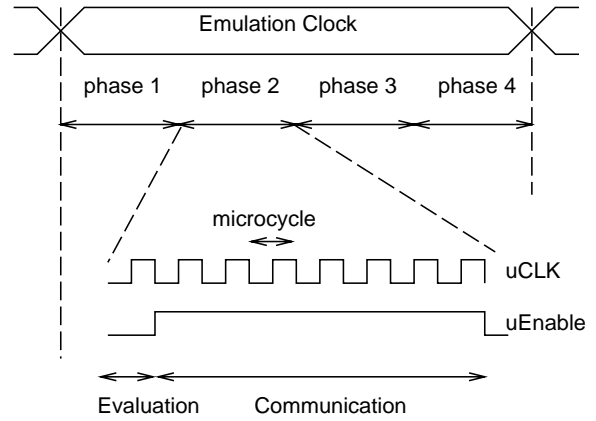 Emulation Clock
phase 1 phase 2 phase 3 phase 4
microcycle
uCLK
uEnable
Evaluation Communication